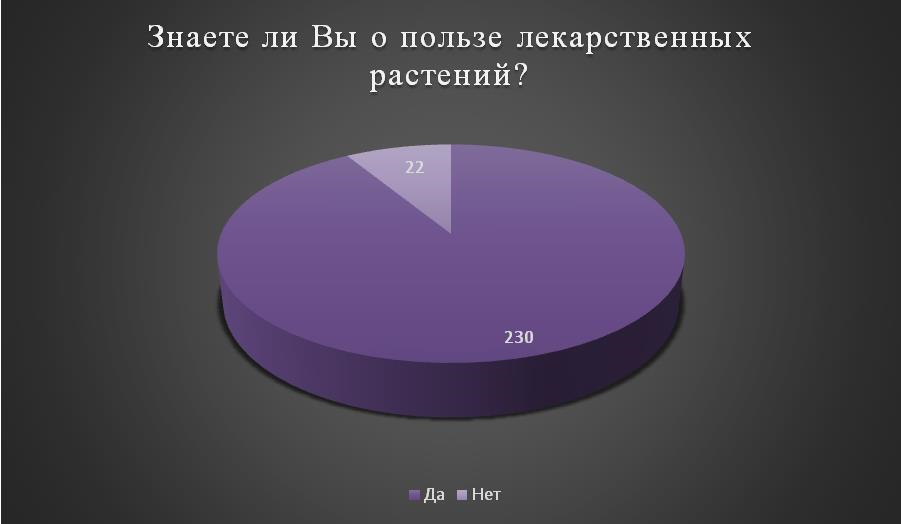 Знаете ли Вы о пользе лекарственных
растений?
22
230
Да Нет